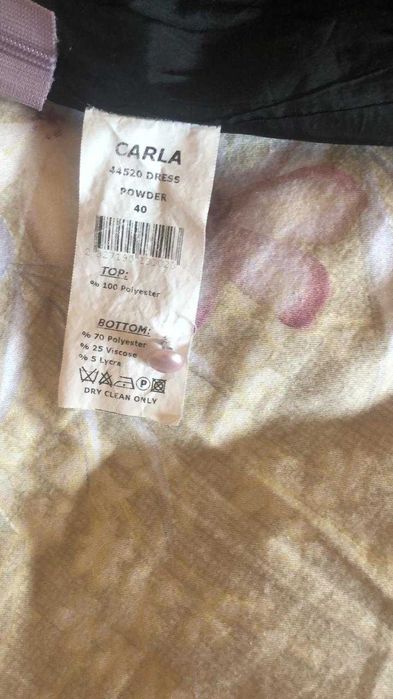 CARLA
44520 DRESS
POWDER
40
TOP:
% 100 Polyester
BOTTOM:
% 70 Polyester
% 25 Viscose
% 5 Lycra
P
DRY CLEAN ONLY